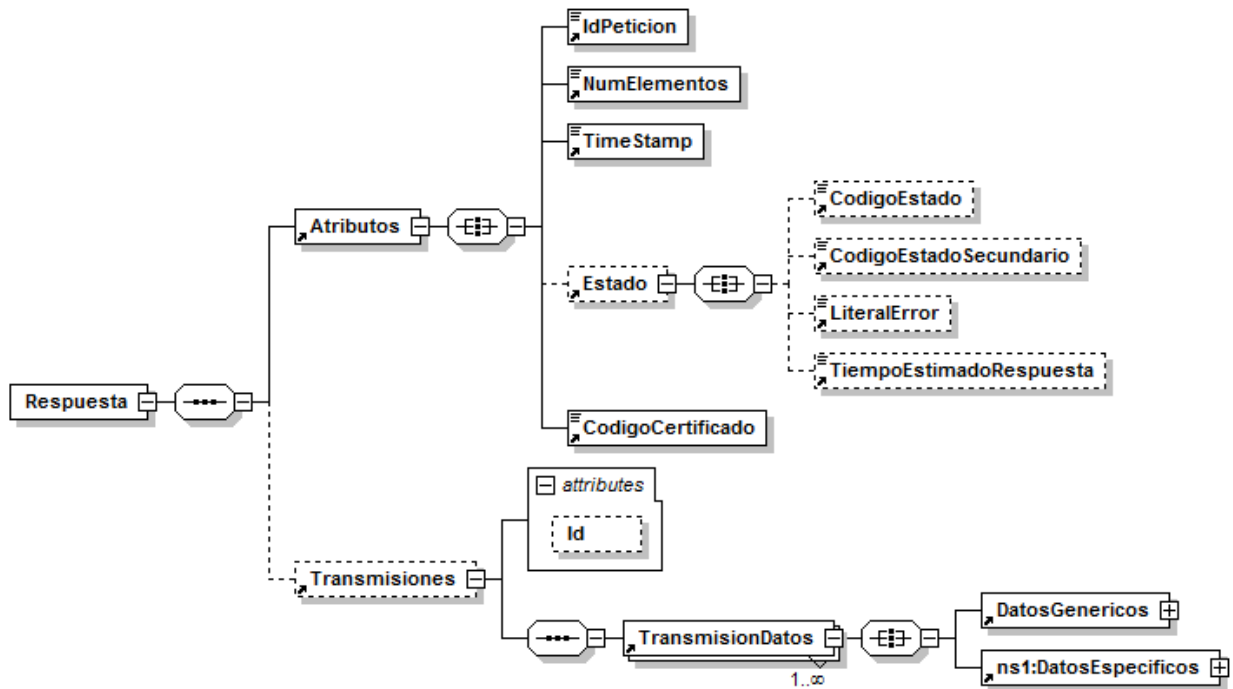 IdPeticion
NumElementos
TimeStamp
CodigoEstado
Atributos
CodigoEstadoSecundario
Estado
LiteralError
TiempoEstimadoRespuesta
Respuesta
CodigoCertificado
attributes
Id
Transmisiones
DatosGenericos
TransmisionDatos
ns1:DatosEspecificos
1..∞